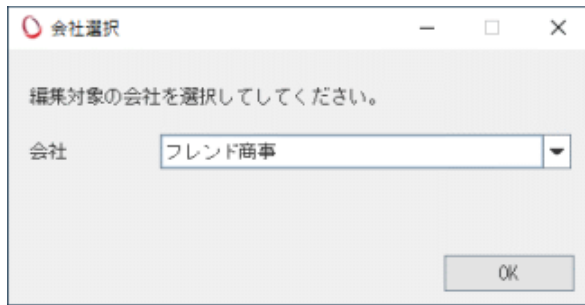 会社選択
編集対象の会社を選択してしてください。
会社 フレンド商事
OK